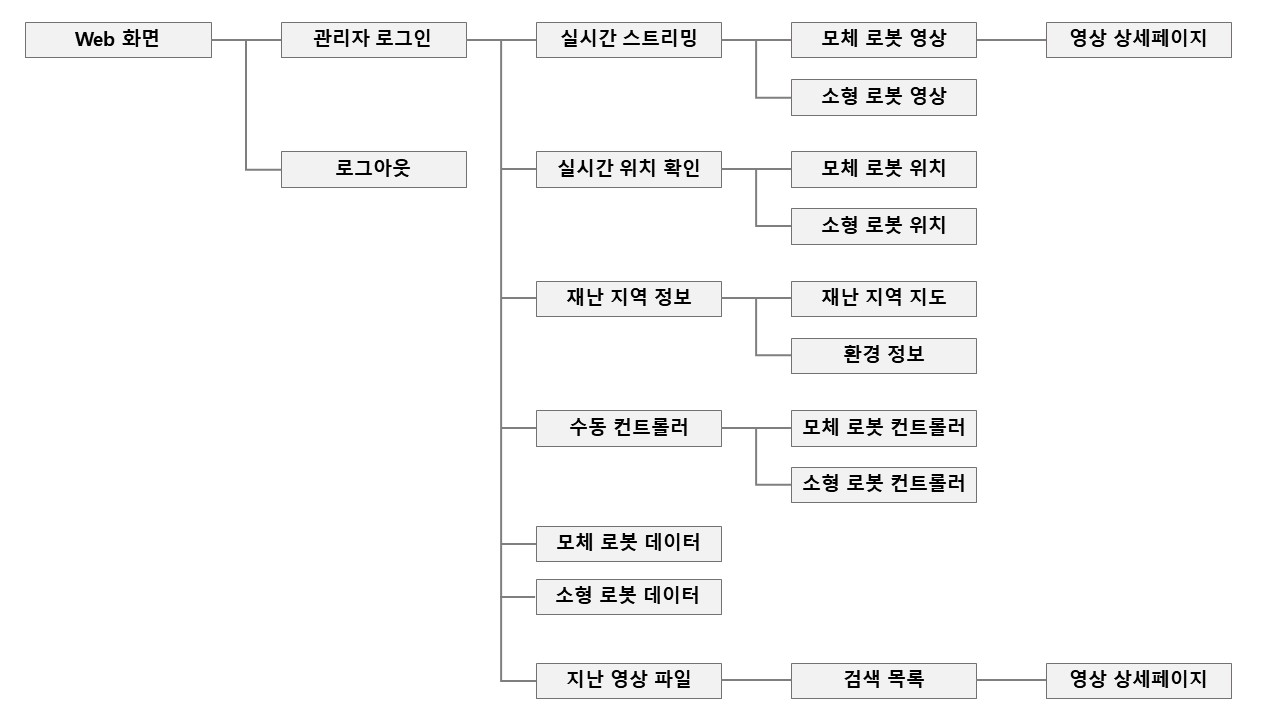 Web 화면
관리자 로그인
실시간 스트리밍
모체 로봇 영상
영상 상세페이지
소형 로봇 영상
로그아웃
실시간 위치 확인
모체 로봇 위치
소형 로봇 위치
재난 지역 정보
재난 지역 지도
환경 정보
수동 컨트롤러
모체 로봇 컨트롤러
소형 로봇 컨트롤러
모체 로봇 데이터
소형 로봇 데이터
지난 영상 파일
검색 목록
영상 상세페이지